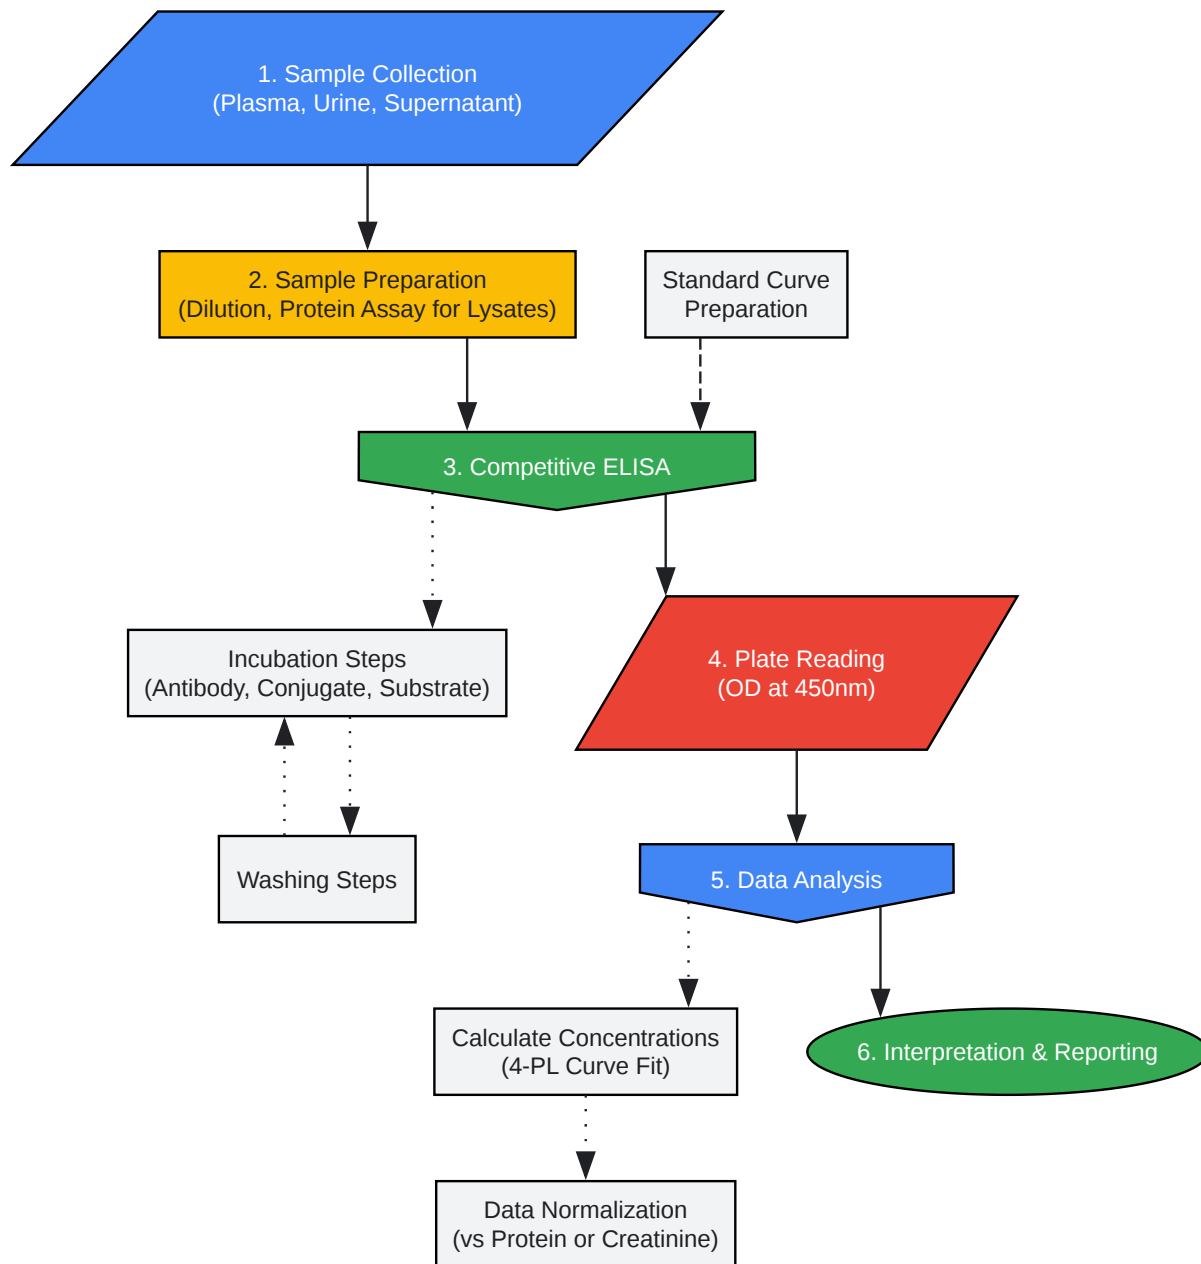 1. Sample Collection
(Plasma, Urine, Supernatant)
2. Sample Preparation
(Dilution, Protein Assay for Lysates)
Standard Curve
Preparation
3. Competitive ELISA
Incubation Steps
(Antibody, Conjugate, Substrate)
4. Plate Reading
(OD at 450nm)
Washing Steps
5. Data Analysis
Calculate Concentrations
(4-PL Curve Fit)
6. Interpretation & Reporting
Data Normalization
(vs Protein or Creatinine)